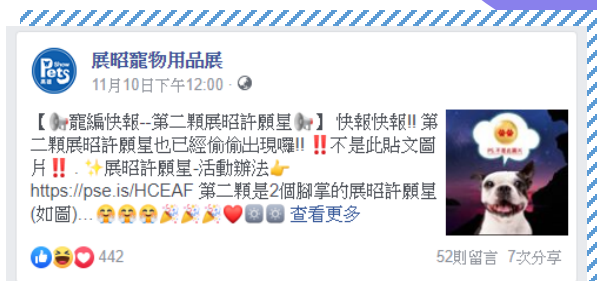 Show
Pets
高雄
展昭寵物用品展
11月10日下午12:00 ·
【📢寵編快報--第二顆展昭許願星📢】 快報快報!! 第
二顆展昭許願星也已經偷偷出現囉!! ‼️不是此貼文圖
片‼️ . ✨展昭許願星-活動辦法👉
https://pse.is/HCEAF 第二顆是2個腳掌的展昭許願星
(如圖)...🤗🤗🤗🎉🎉🎉❤️⚙️⚙️ 查看更多
442
52則留言 7次分享